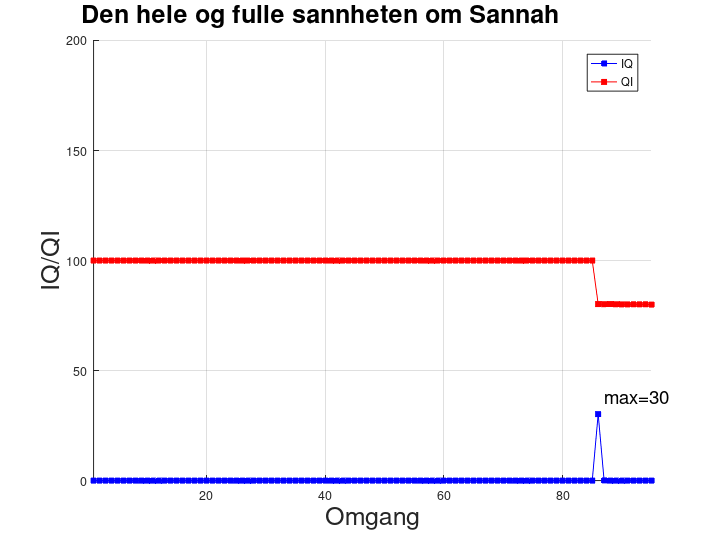 Den hele og fulle sannheten om Sannah
200
IQ
QI
150
IQ/QI
100
50
max=30
0
20 40 60 80
Omgang